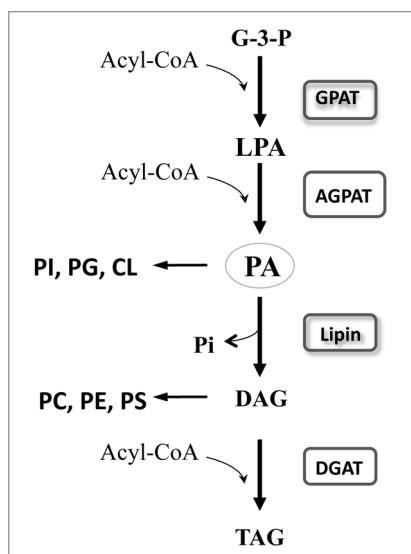 G-3-P
Acyl-CoA
GPAT
LPA
Acyl-CoA
AGPAT
PI, PG, CL
PA
Pi
Lipin
PC, PE, PS
DAG
Acyl-CoA
DGAT
TAG